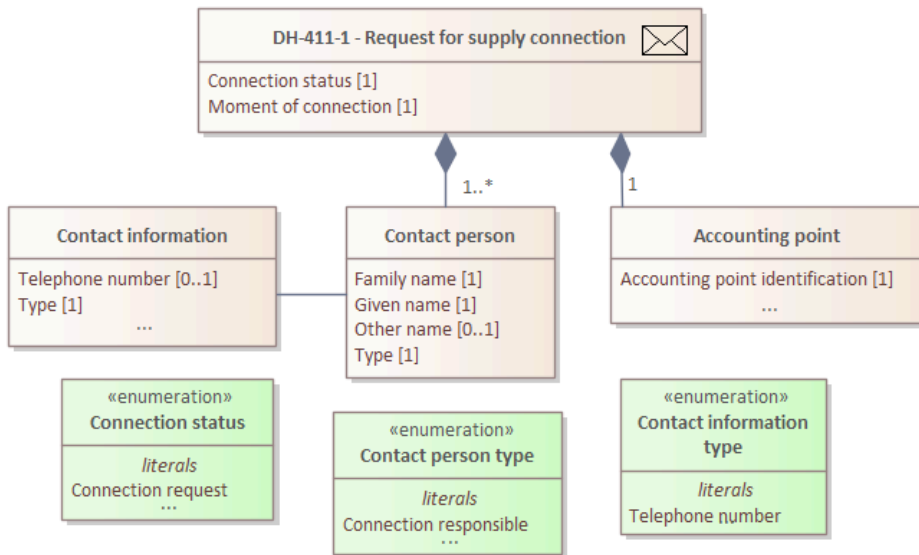 DH-411-1 - Request for supply connection
Connection status [1]
Moment of connection [1]
1..*
1
Contact information
Telephone number [0..1]
Type [1]
...
Contact person
Family name [1]
Given name [1]
Other name [0..1]
Type [1]
Accounting point
Accounting point identification [1]
...
«enumeration»
Connection status
literals
Connection request
...
«enumeration»
Contact person type
literals
Connection responsible
...
«enumeration»
Contact information
type
literals
Telephone number